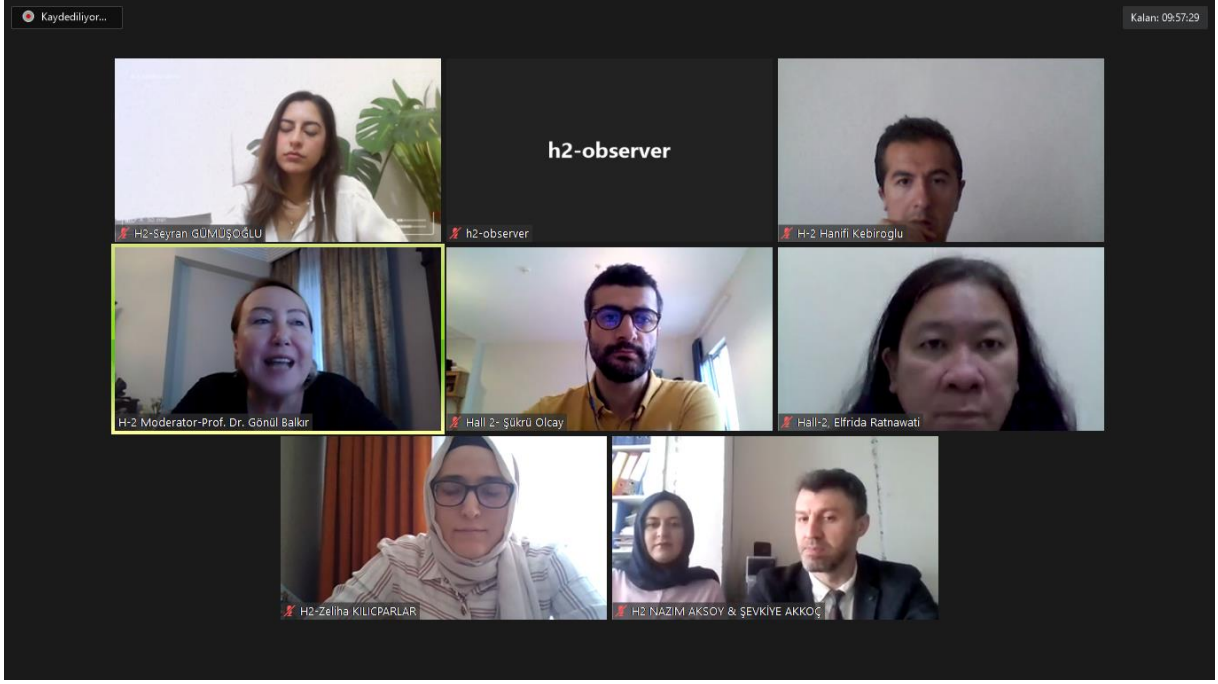 Kaydediliyor...
Kalan: 09:57:29
h2-observer
H2-Seyran GÜMÜŞOĞLU
h2-observer
H-2 Hanifi Kebiroglu
H-2 Moderator-Prof. Dr. Gönül Balkır
Hall 2- Şükrü Olcay
Hall-2, Elfrida Ratnawati
H2-Zeliha KILICPARLAR
H2 NAZIM AKSOY & ŞEVKİYE AKKOÇ